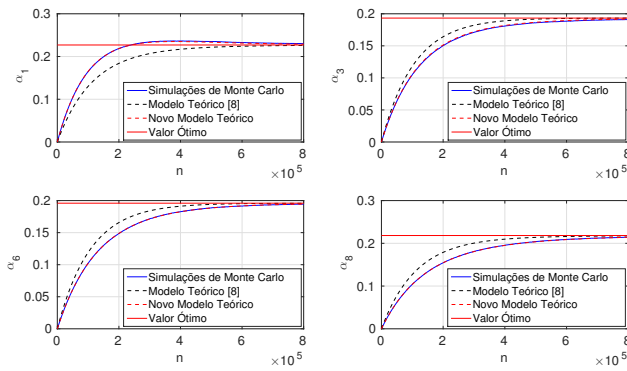 0.3
0.2
0.1
0
α1
Simulações de Monte Carlo
Modelo Teórico [8]
Novo Modelo Teórico
Valor Ótimo
0 2 4 6 8
n
×10^5
0.15
0.1
0.05
0
α3
Simulações de Monte Carlo
Modelo Teórico [8]
Novo Modelo Teórico
Valor Ótimo
0 2 4 6 8
n
×10^5
0.2
0.15
0.1
0.05
0
α6
Simulações de Monte Carlo
Modelo Teórico [8]
Novo Modelo Teórico
Valor Ótimo
0 2 4 6 8
n
×10^5
0.3
0.2
0.1
0
α8
Simulações de Monte Carlo
Modelo Teórico [8]
Novo Modelo Teórico
Valor Ótimo
0 2 4 6 8
n
×10^5